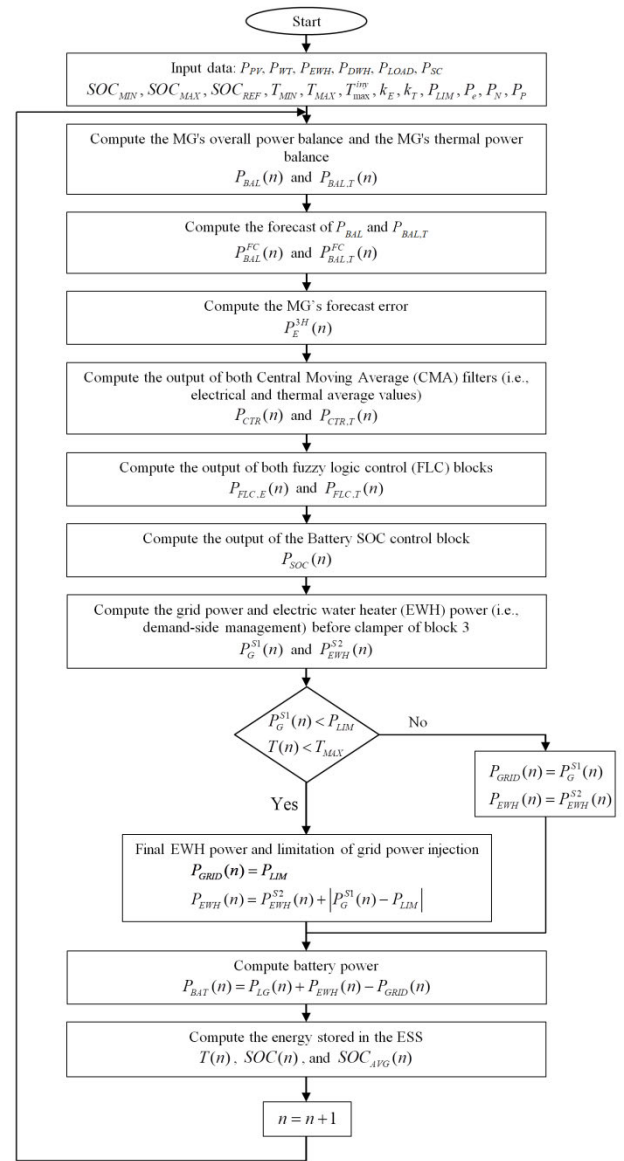 Start
Input data: P_PV, P_WT, P_EWH, P_DWH, P_LOAD, P_SC
SOC_MIN, SOC_MAX, SOC_REF, T_MIN, T_MAX, T_max^inv, k_E, k_T, P_LIM, P_e, P_N, P_P
Compute the MG's overall power balance and the MG's thermal power
balance
P_BAL(n) and P_BAL,T(n)
Compute the forecast of P_BAL and P_BAL,T
P_BAL^FC(n) and P_BAL,T^FC(n)
Compute the MG's forecast error
P_E^3H(n)
Compute the output of both Central Moving Average (CMA) filters (i.e.,
electrical and thermal average values)
P_CTR(n) and P_CTR,T(n)
Compute the output of both fuzzy logic control (FLC) blocks
P_FLC,E(n) and P_FLC,T(n)
Compute the output of the Battery SOC control block
P_SOC(n)
Compute the grid power and electric water heater (EWH) power (i.e.,
demand-side management) before clamper of block 3
P_G^S1(n) and P_EWH^S2(n)
P_G^S1(n) < P_LIM
T(n) < T_MAX
No
P_GRID(n) = P_G^S1(n)
P_EWH(n) = P_EWH^S2(n)
Yes
Final EWH power and limitation of grid power injection
P_GRID(n) = P_LIM
P_EWH(n) = P_EWH^S2(n) + |P_G^S1(n) − P_LIM|
Compute battery power
P_BAT(n) = P_LG(n) + P_EWH(n) − P_GRID(n)
Compute the energy stored in the ESS
T(n), SOC(n), and SOC_AVG(n)
n = n + 1